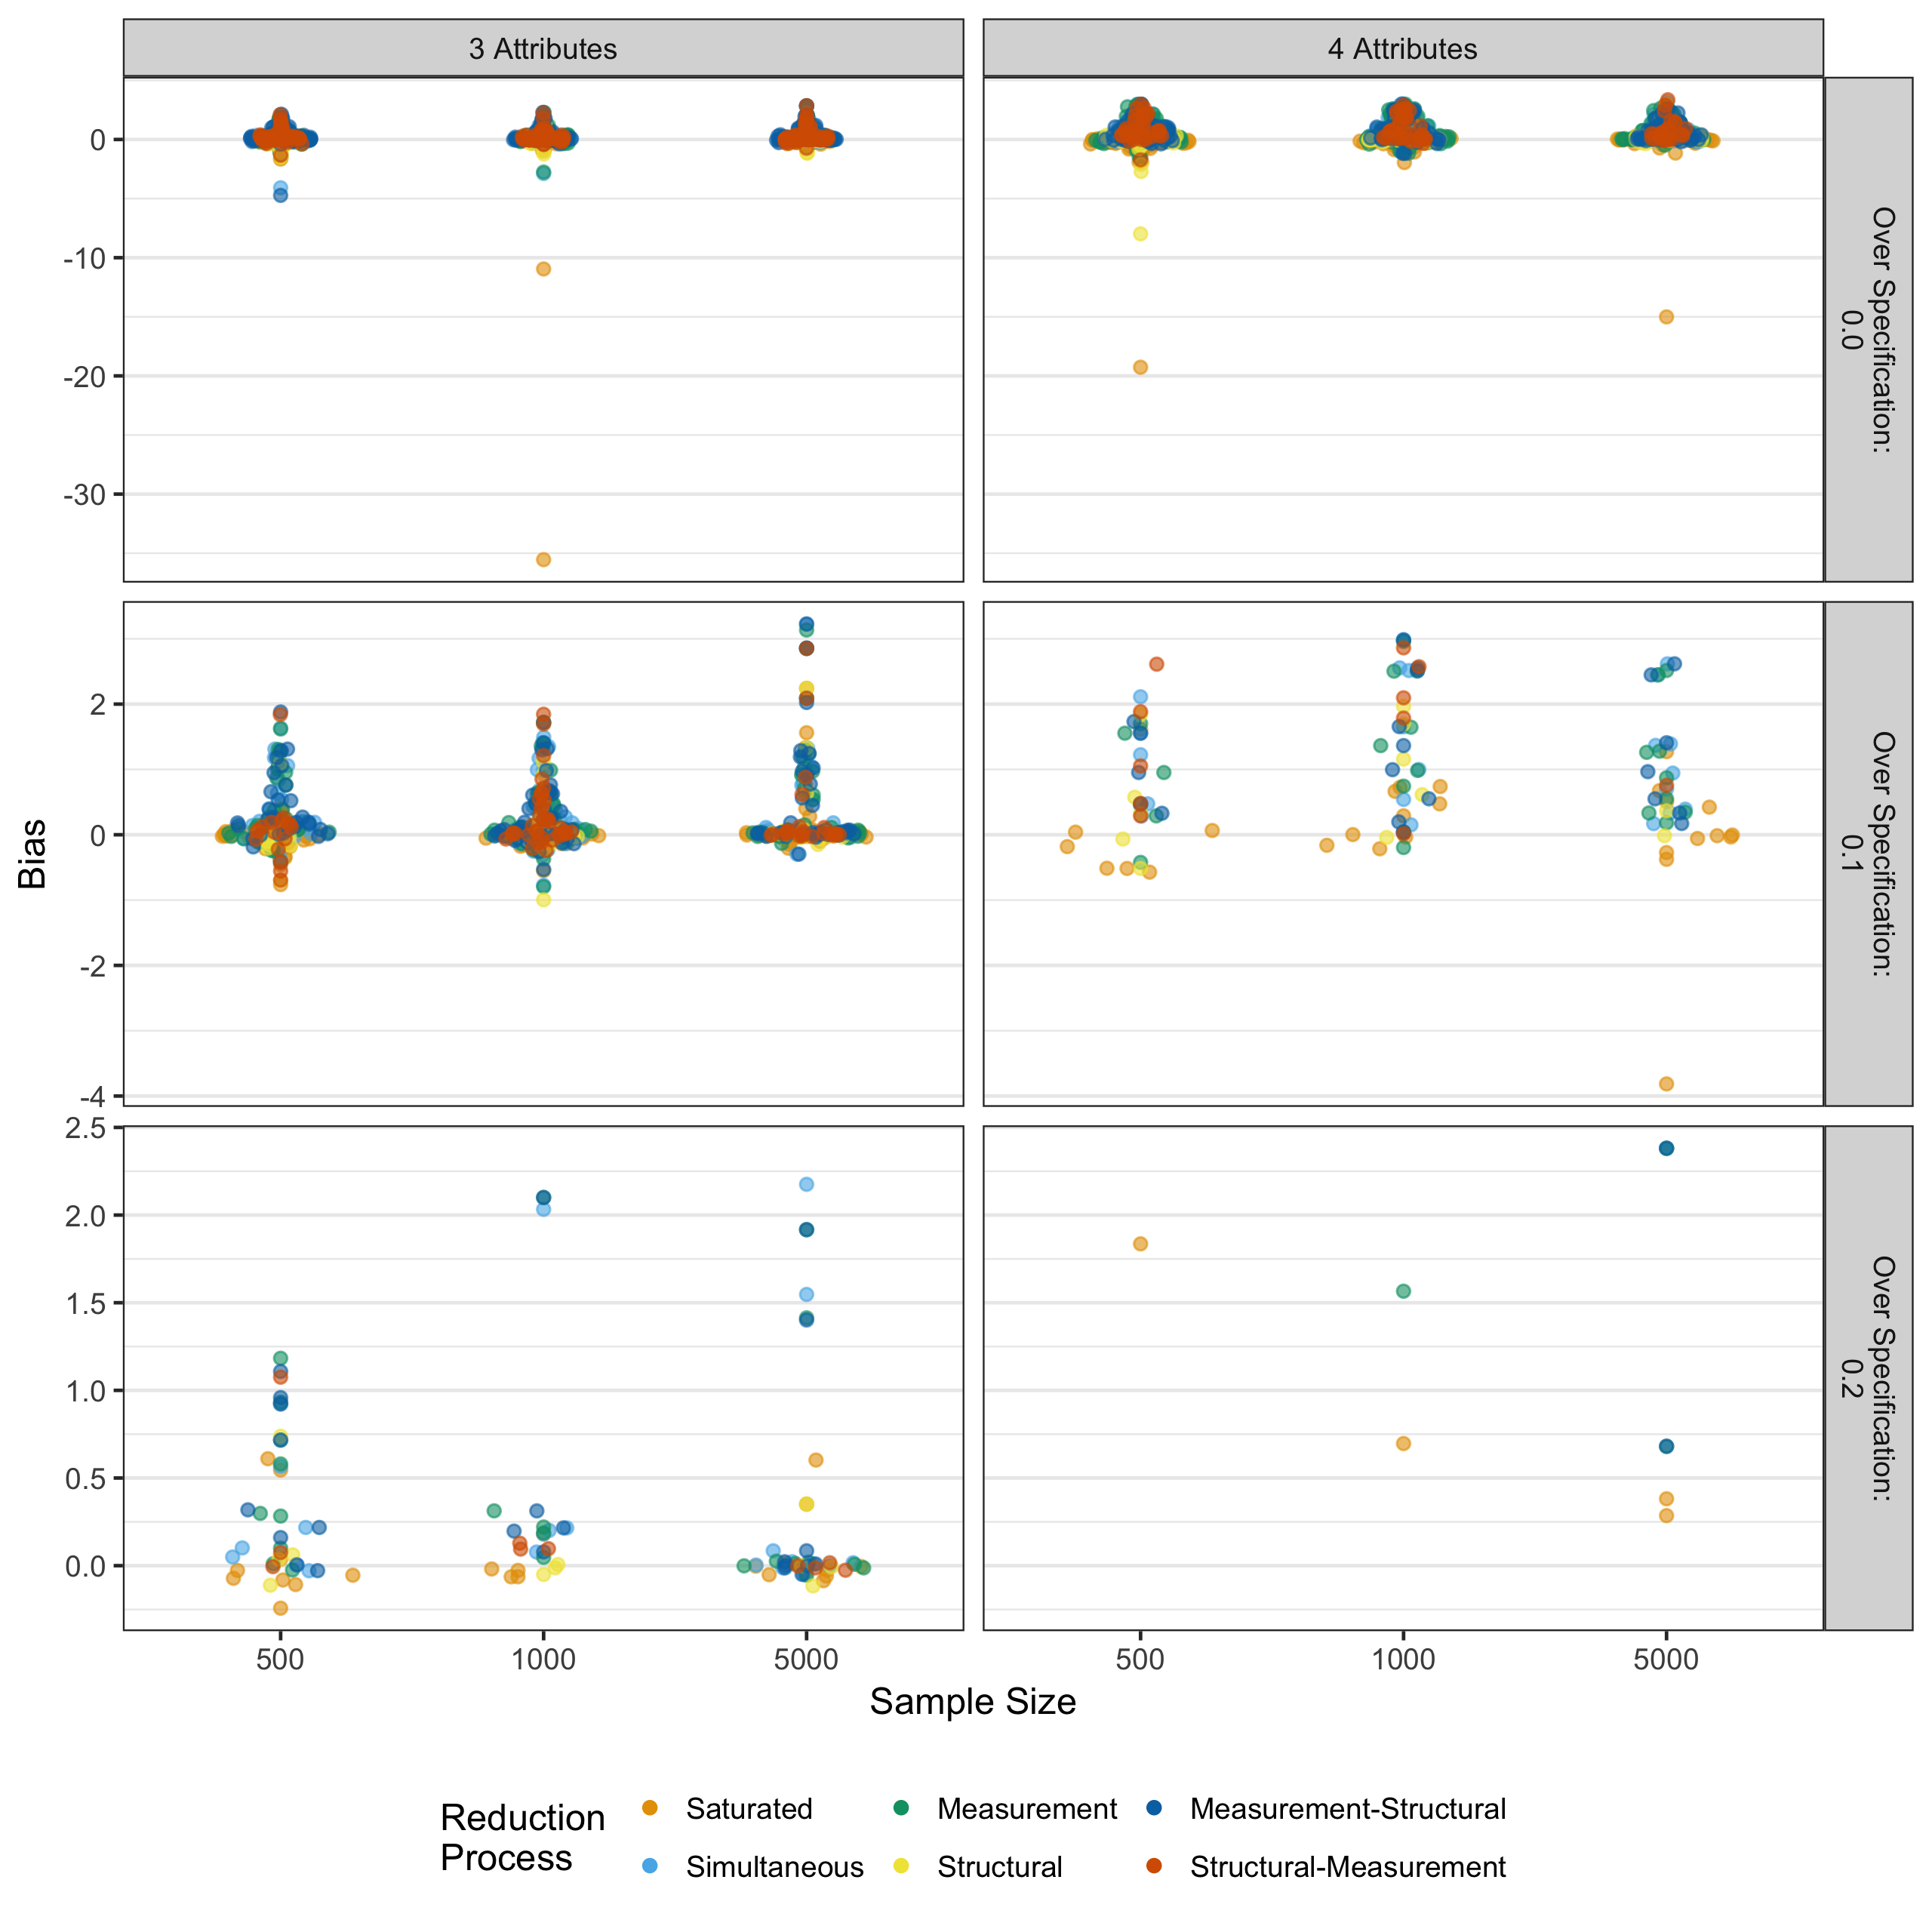 3 Attributes
4 Attributes
0
-10
-20
-30
Over Specification:
0.0
2
0
-2
-4
Over Specification:
0.1
2.5
2.0
1.5
1.0
0.5
0.0
Over Specification:
0.2
Bias
500
1000
5000
500
1000
5000
Sample Size
Reduction
Process
Saturated
Measurement
Measurement-Structural
Simultaneous
Structural
Structural-Measurement